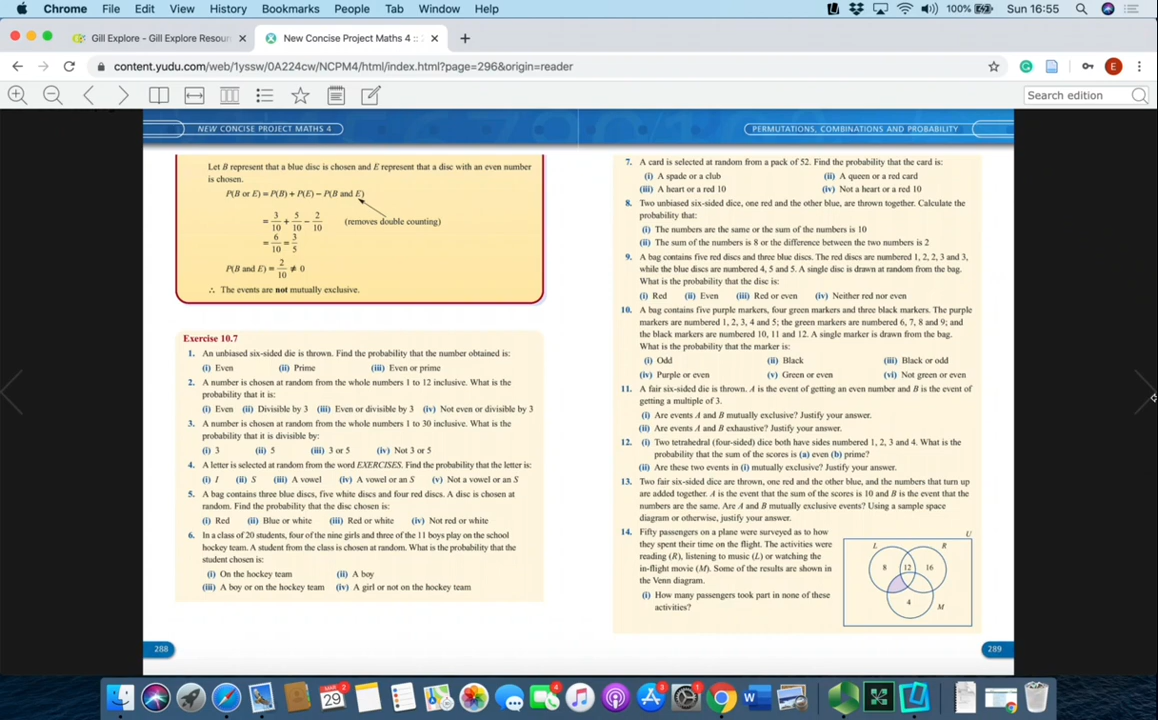 Chrome File Edit View History Bookmarks People Tab Window Help 100% Sun 16:55
Gill Explore - Gill Explore Resour
New Concise Project Maths 4 ::
content.yudu.com/web/1yssw/0A224cw/NCPM4/html/index.html?page=296&origin=reader
E
Search edition
NEW CONCISE PROJECT MATHS 4
Let B represent that a blue disc is chosen and E represent that a disc with an even number
is chosen.
P(B or E) = P(B) + P(E) − P(B and E)
= 3/10 + 5/10 − 2/10 (removes double counting)
= 6/10 = 3/5
P(B and E) = 2/10 ≠ 0
∴ The events are not mutually exclusive.
Exercise 10.7
1. An unbiased six-sided die is thrown. Find the probability that the number obtained is:
(i) Even (ii) Prime (iii) Even or prime
2. A number is chosen at random from the whole numbers 1 to 12 inclusive. What is the
probability that it is:
(i) Even (ii) Divisible by 3 (iii) Even or divisible by 3 (iv) Not even or divisible by 3
3. A number is chosen at random from the whole numbers 1 to 30 inclusive. What is the
probability that it is divisible by:
(i) 3 (ii) 5 (iii) 3 or 5 (iv) Not 3 or 5
4. A letter is selected at random from the word EXERCISES. Find the probability that the letter is:
(i) I (ii) S (iii) A vowel (iv) A vowel or an S (v) Not a vowel or an S
5. A bag contains three blue discs, five white discs and four red discs. A disc is chosen at
random. Find the probability that the disc chosen is:
(i) Red (ii) Blue or white (iii) Red or white (iv) Not red or white
6. In a class of 20 students, four of the nine girls and three of the 11 boys play on the school
hockey team. A student from the class is chosen at random. What is the probability that the
student chosen is:
(i) On the hockey team (ii) A boy
(iii) A boy or on the hockey team (iv) A girl or not on the hockey team
288
PERMUTATIONS, COMBINATIONS AND PROBABILITY
7. A card is selected at random from a pack of 52. Find the probability that the card is:
(i) A spade or a club (ii) A queen or a red card
(iii) A heart or a red 10 (iv) Not a heart or a red 10
8. Two unbiased six-sided dice, one red and the other blue, are thrown together. Calculate the
probability that:
(i) The numbers are the same or the sum of the numbers is 10
(ii) The sum of the numbers is 8 or the difference between the two numbers is 2
9. A bag contains five red discs and three blue discs. The red discs are numbered 1, 2, 2, 3 and 3,
while the blue discs are numbered 4, 5 and 5. A single disc is drawn at random from the bag.
What is the probability that the disc is:
(i) Red (ii) Even (iii) Red or even (iv) Neither red nor even
10. A bag contains five purple markers, four green markers and three black markers. The purple
markers are numbered 1, 2, 3, 4 and 5; the green markers are numbered 6, 7, 8 and 9; and
the black markers are numbered 10, 11 and 12. A single marker is drawn from the bag.
What is the probability that the marker is:
(i) Odd (ii) Black (iii) Black or odd
(iv) Purple or even (v) Green or even (vi) Not green or even
11. A fair six-sided die is thrown. A is the event of getting an even number and B is the event of
getting a multiple of 3.
(i) Are events A and B mutually exclusive? Justify your answer.
(ii) Are events A and B exhaustive? Justify your answer.
12. (i) Two tetrahedral (four-sided) dice both have sides numbered 1, 2, 3 and 4. What is the
probability that the sum of the scores is (a) even (b) prime?
(ii) Are these two events in (i) mutually exclusive? Justify your answer.
13. Two fair six-sided dice are thrown, one red and the other blue, and the numbers that turn up
are added together. A is the event that the sum of the scores is 10 and B is the event that the
numbers are the same. Are A and B mutually exclusive events? Using a sample space
diagram or otherwise, justify your answer.
14. Fifty passengers on a plane were surveyed as to how
they spent their time on the flight. The activities were
reading (R), listening to music (L) or watching the
in-flight movie (M). Some of the results are shown in
the Venn diagram.
(i) How many passengers took part in none of these
activities?
U
L R
8 12 16
4
M
289
MAR 2
29
4
3
1
W